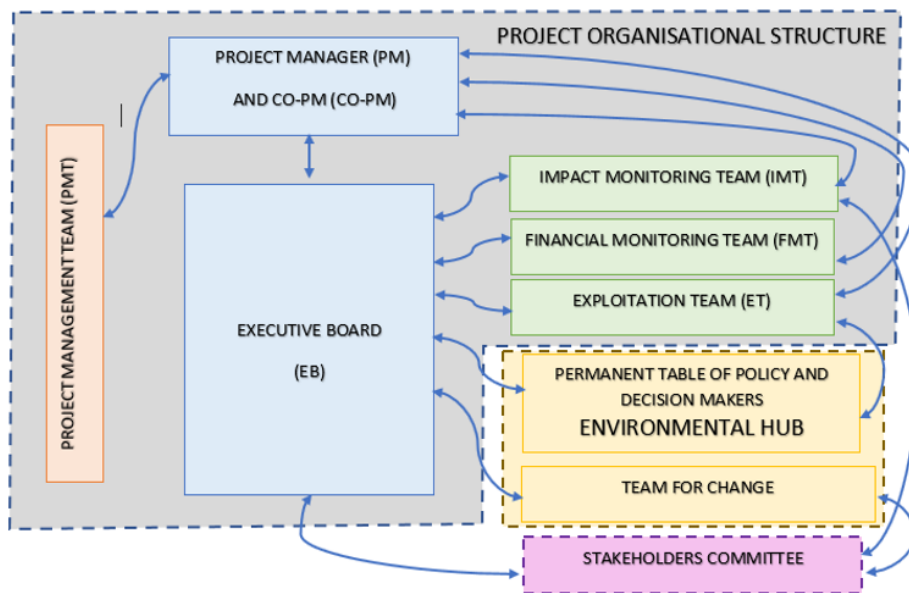 PROJECT ORGANISATIONAL STRUCTURE
PROJECT MANAGER (PM)
AND CO-PM (CO-PM)
PROJECT MANAGEMENT TEAM (PMT)
IMPACT MONITORING TEAM (IMT)
FINANCIAL MONITORING TEAM (FMT)
EXPLOITATION TEAM (ET)
EXECUTIVE BOARD
(EB)
PERMANENT TABLE OF POLICY AND
DECISION MAKERS
ENVIRONMENTAL HUB
TEAM FOR CHANGE
STAKEHOLDERS COMMITTEE